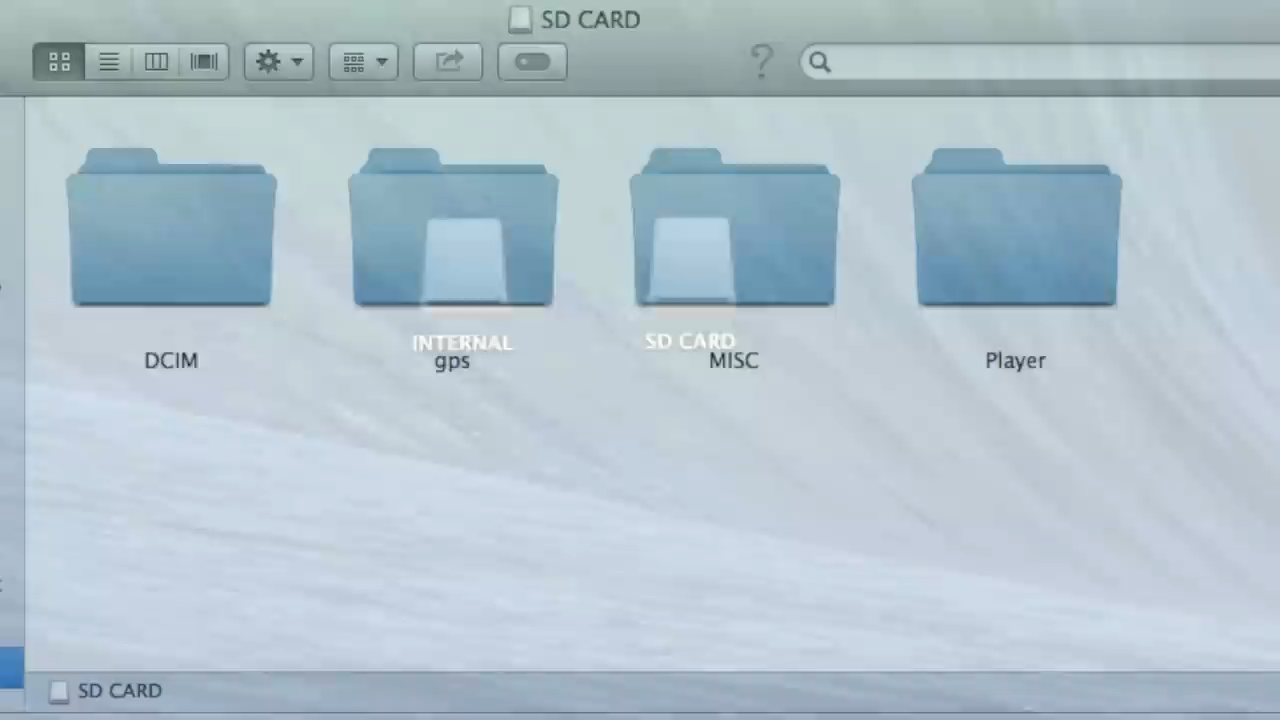 SD CARD
INTERNAL
SD CARD
DCIM
gps
MISC
Player
SD CARD